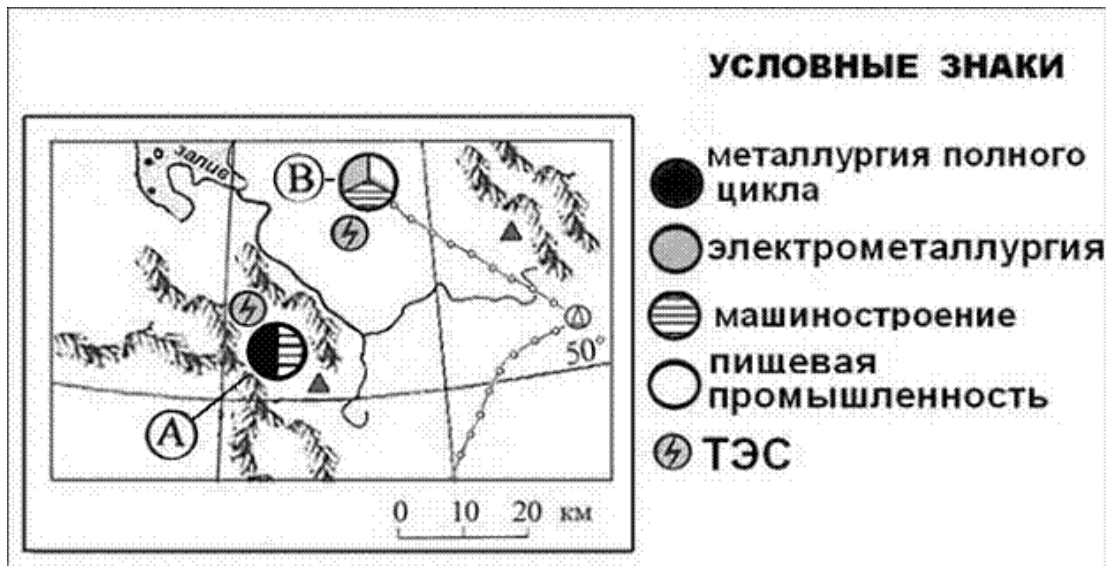 УСЛОВНЫЕ ЗНАКИ
металлургия полного
цикла
электрометаллургия
машиностроение
пищевая
промышленность
ТЭС
залив
В
50°
А
0 10 20 км